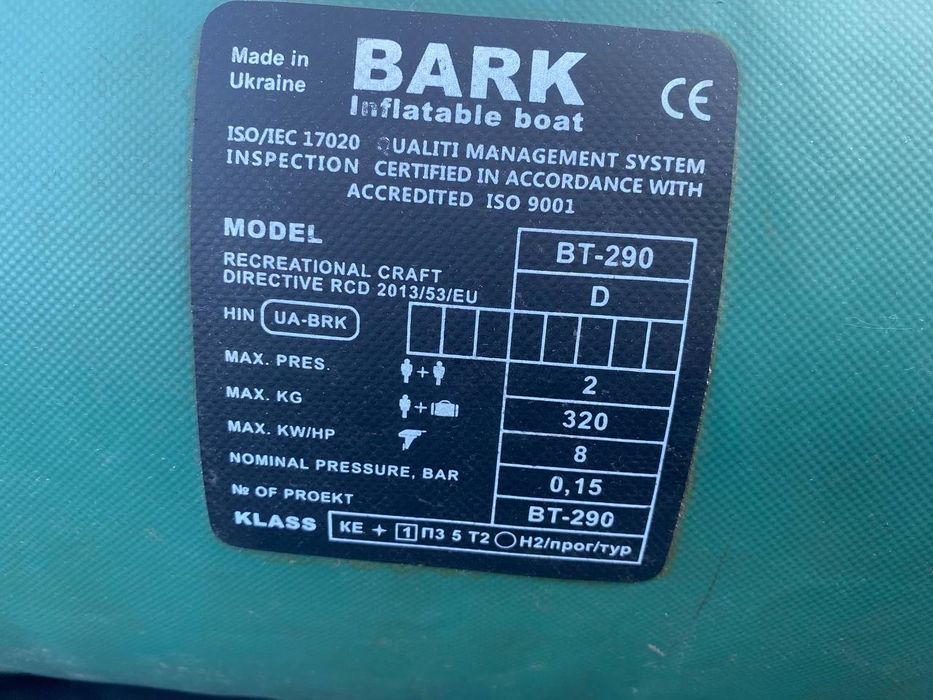 Made in
Ukraine
BARK
Inflatable boat
CE
ISO/IEC 17020
INSPECTION
QUALITI MANAGEMENT SYSTEM
CERTIFIED IN ACCORDANCE WITH
ACCREDITED ISO 9001
MODEL BT-290
RECREATIONAL CRAFT
DIRECTIVE RCD 2013/53/EU D
HIN UA-BRK
MAX. PRES. + 2
MAX. KG + 320
MAX. KW/HP 8
NOMINAL PRESSURE, BAR 0,15
№ OF PROEKT BT-290
KLASS КЕ + 1 П3 5 Т2 Н2/прог/тур